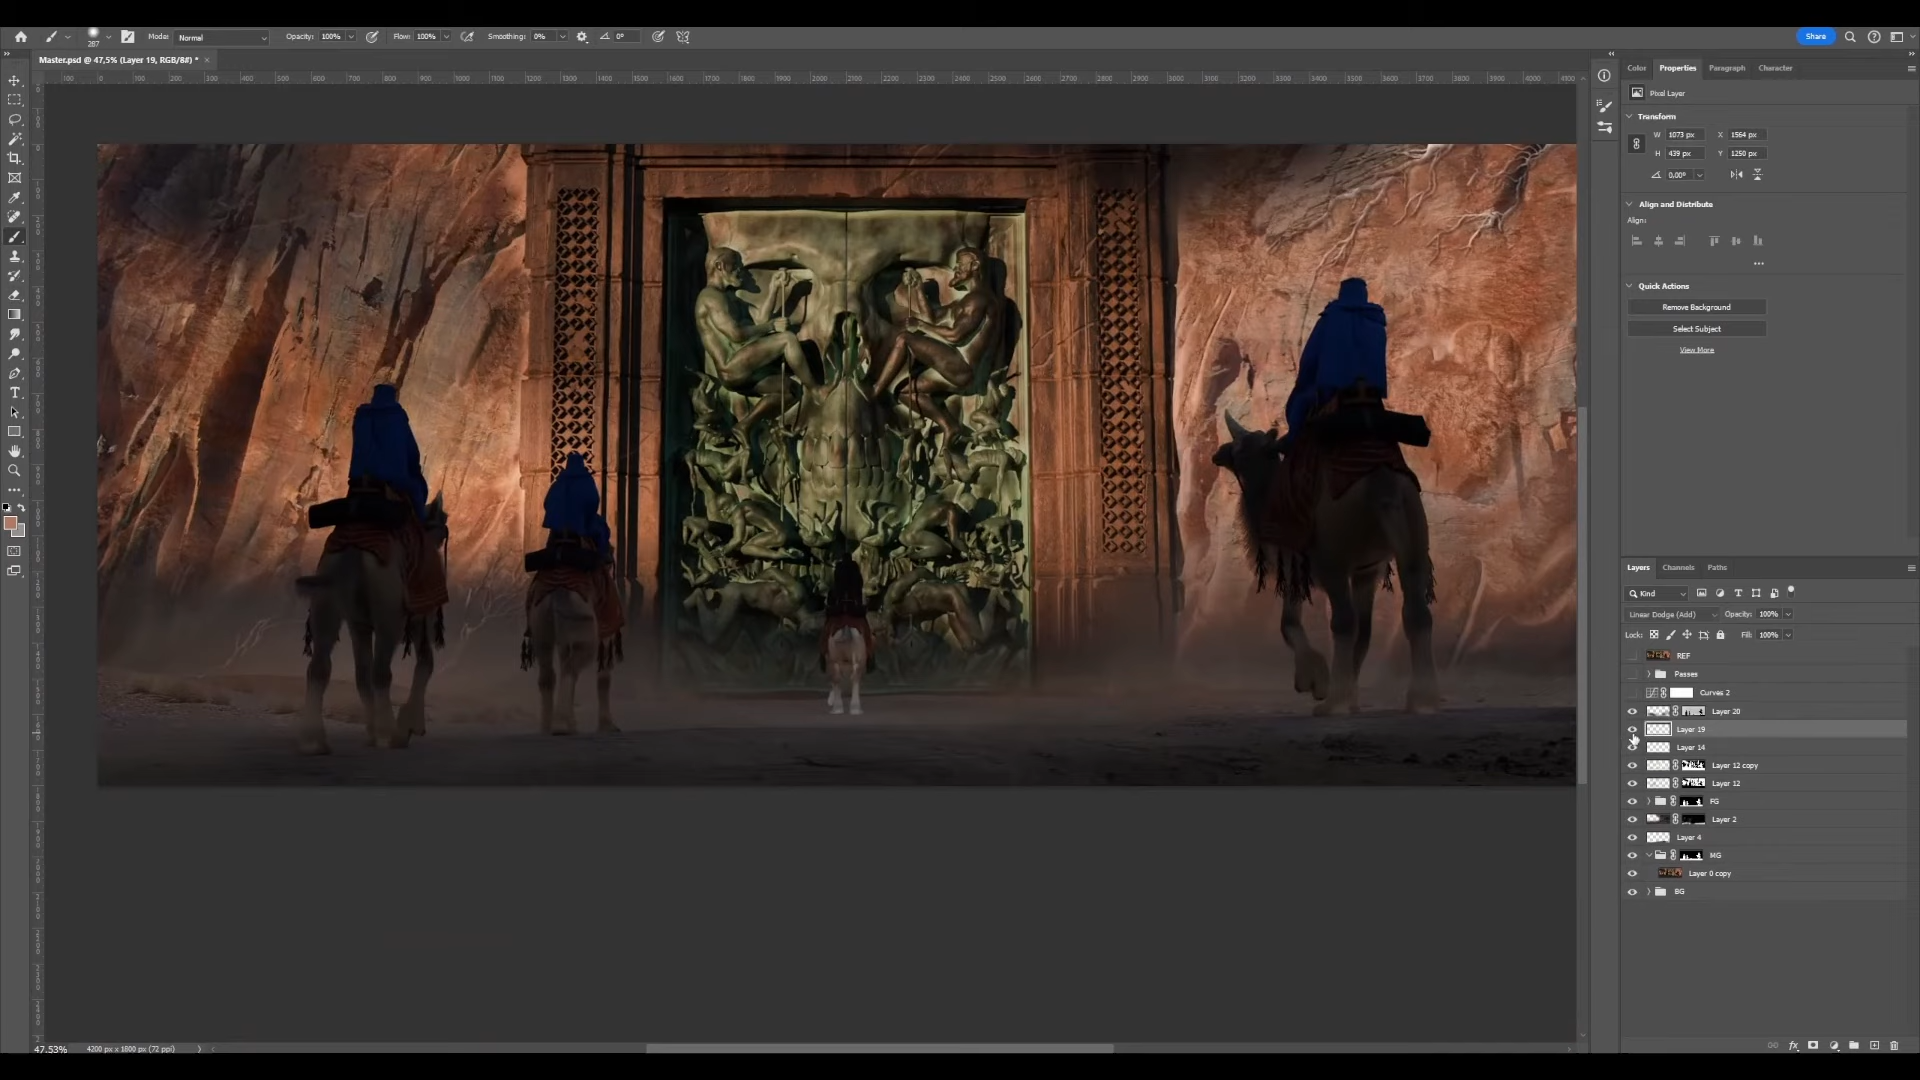 287 Mode: Normal Opacity: 100% Flow: 100% Smoothing: 0% 0° Share
Master.psd @ 47,5% (Layer 19, RGB/8#) * ×
Color Properties Paragraph Character
Pixel Layer
Transform
W 1073 px X 1564 px
H 439 px Y 1250 px
0,00°
Align and Distribute
Align:
Quick Actions
Remove Background
Select Subject
View More
Layers Channels Paths
Kind
Linear Dodge (Add) Opacity: 100%
Lock: Fill: 100%
REF
Passes
Curves 2
Layer 20
Layer 19
Layer 14
Layer 12 copy
Layer 12
FG
Layer 2
Layer 4
MG
Layer 0 copy
BG
47.53% 4200 px x 1800 px (72 ppi)